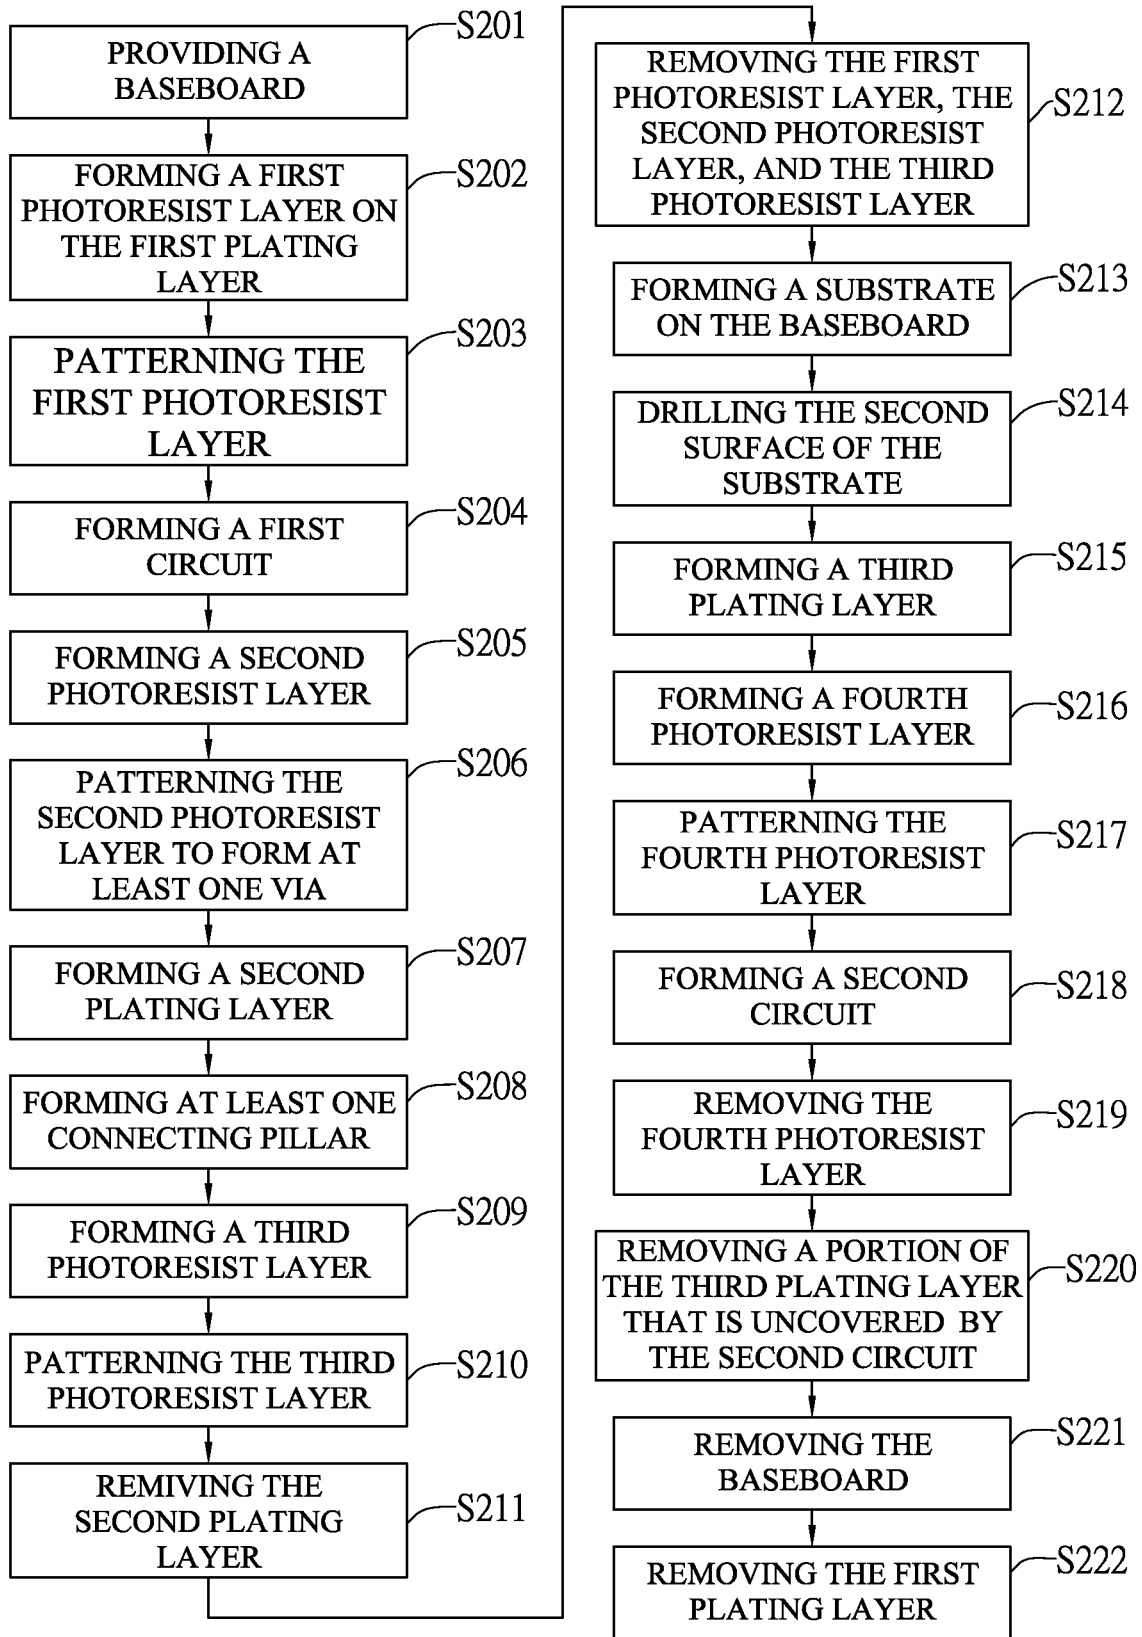 S201
PROVIDING A
BASEBOARD
S202
FORMING A FIRST
PHOTORESIST LAYER ON
THE FIRST PLATING
LAYER
S203
PATTERNING THE
FIRST PHOTORESIST
LAYER
S204
FORMING A FIRST
CIRCUIT
S205
FORMING A SECOND
PHOTORESIST LAYER
S206
PATTERNING THE
SECOND PHOTORESIST
LAYER TO FORM AT
LEAST ONE VIA
S207
FORMING A SECOND
PLATING LAYER
S208
FORMING AT LEAST ONE
CONNECTING PILLAR
S209
FORMING A THIRD
PHOTORESIST LAYER
S210
PATTERNING THE THIRD
PHOTORESIST LAYER
S211
REMIVING THE
SECOND PLATING
LAYER
S212
REMOVING THE FIRST
PHOTORESIST LAYER, THE
SECOND PHOTORESIST
LAYER, AND THE THIRD
PHOTORESIST LAYER
S213
FORMING A SUBSTRATE
ON THE BASEBOARD
S214
DRILLING THE SECOND
SURFACE OF THE
SUBSTRATE
S215
FORMING A THIRD
PLATING LAYER
S216
FORMING A FOURTH
PHOTORESIST LAYER
S217
PATTERNING THE
FOURTH PHOTORESIST
LAYER
S218
FORMING A SECOND
CIRCUIT
S219
REMOVING THE
FOURTH PHOTORESIST
LAYER
S220
REMOVING A PORTION OF
THE THIRD PLATING LAYER
THAT IS UNCOVERED BY
THE SECOND CIRCUIT
S221
REMOVING THE
BASEBOARD
S222
REMOVING THE FIRST
PLATING LAYER